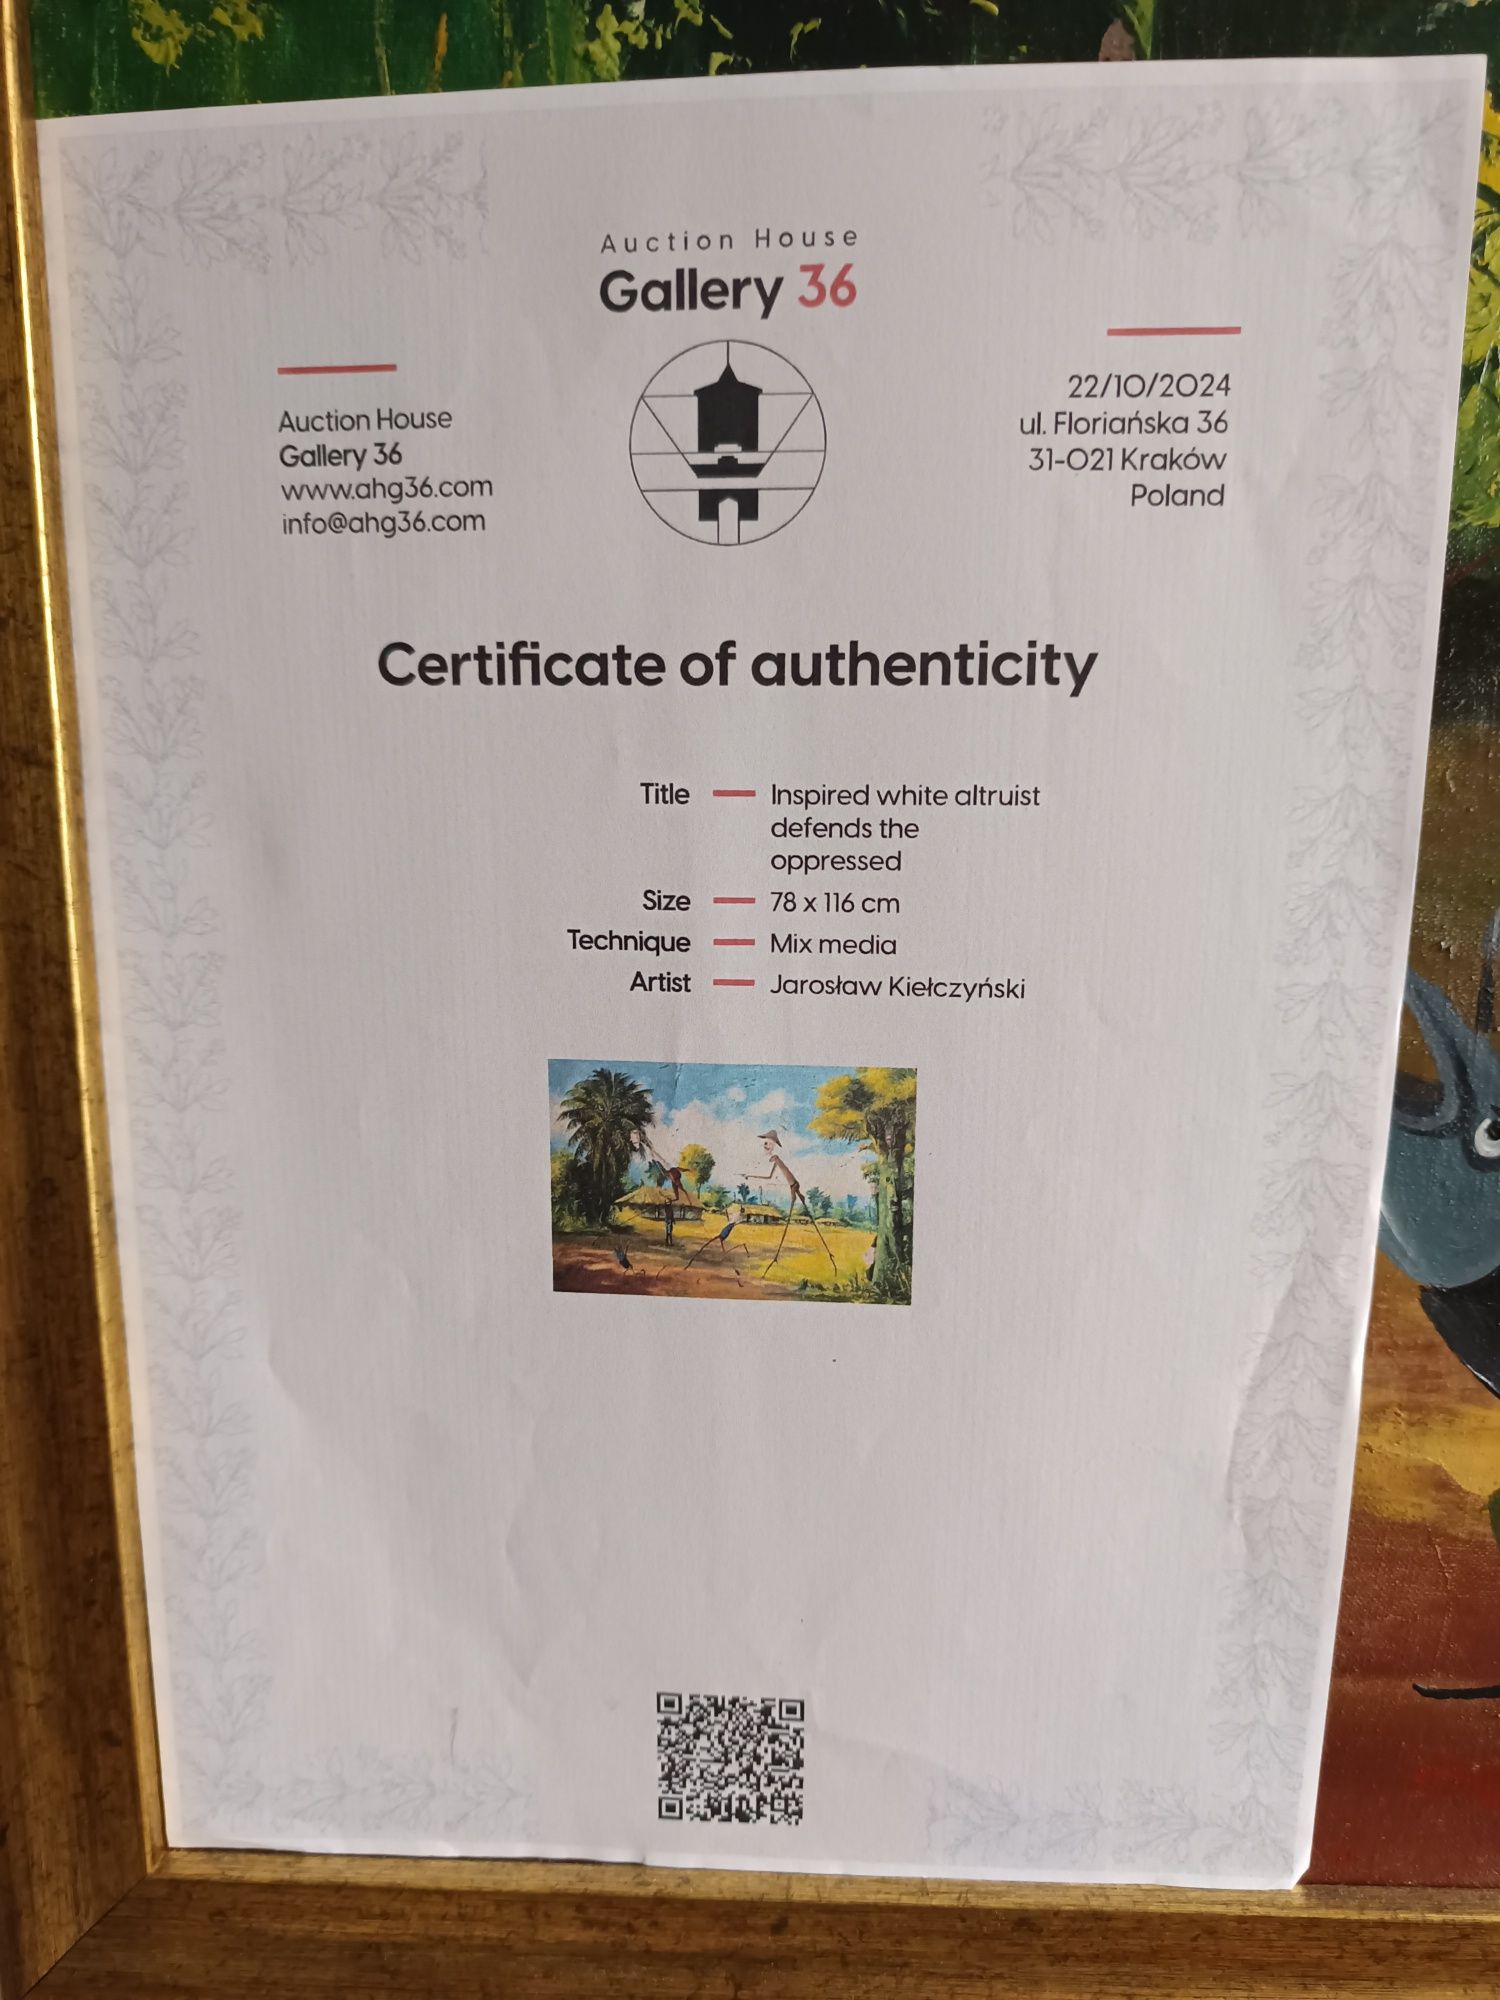 Auction House
Gallery 36
Auction House
Gallery 36
www.ahg36.com
info@ahg36.com
22/10/2024
ul. Floriańska 36
31-021 Kraków
Poland
Certificate of authenticity
Title — Inspired white altruist
defends the
oppressed
Size — 78 x 116 cm
Technique — Mix media
Artist — Jarosław Kiełczyński